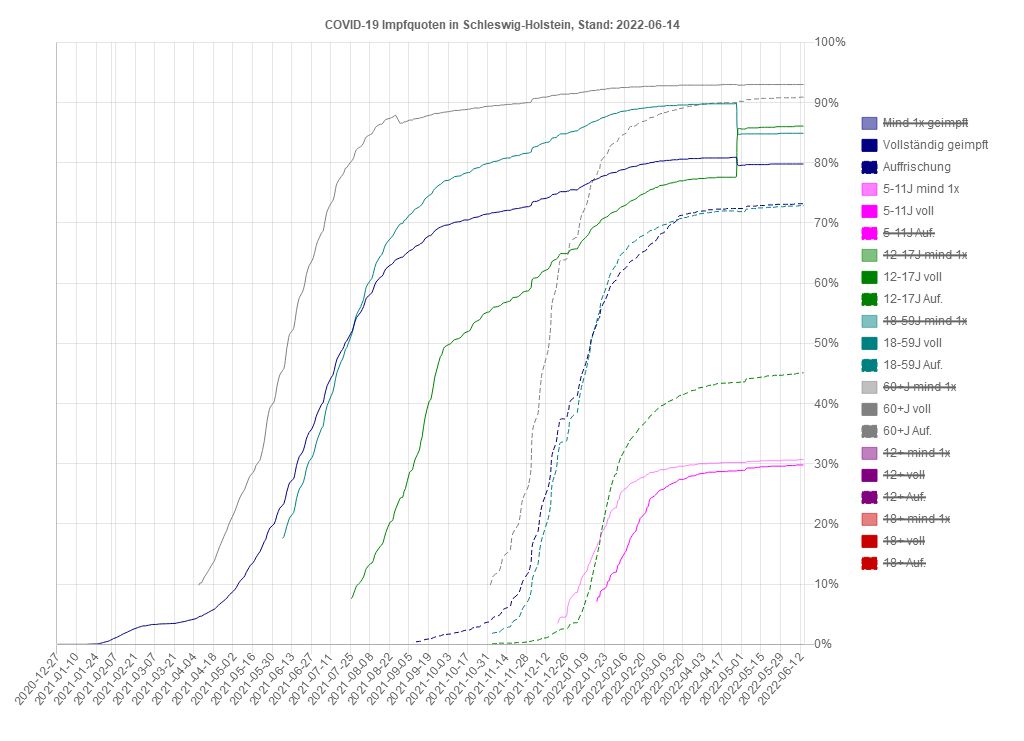 COVID-19 Impfquoten in Schleswig-Holstein, Stand: 2022-06-14
100%
90%
80%
70%
60%
50%
40%
30%
20%
10%
0%
Mind 1x geimpft
Vollständig geimpft
Auffrischung
5-11J mind 1x
5-11J voll
5-11J Auf.
12-17J mind 1x
12-17J voll
12-17J Auf.
18-59J mind 1x
18-59J voll
18-59J Auf.
60+J mind 1x
60+J voll
60+J Auf.
12+ mind 1x
12+ voll
12+ Auf.
18+ mind 1x
18+ voll
18+ Auf.
2020-12-27
2021-01-10
2021-01-24
2021-02-07
2021-02-21
2021-03-07
2021-03-21
2021-04-04
2021-04-18
2021-05-02
2021-05-16
2021-05-30
2021-06-13
2021-06-27
2021-07-11
2021-07-25
2021-08-08
2021-08-22
2021-09-05
2021-09-19
2021-10-03
2021-10-17
2021-10-31
2021-11-14
2021-11-28
2021-12-12
2021-12-26
2022-01-09
2022-01-23
2022-02-06
2022-02-20
2022-03-06
2022-03-20
2022-04-03
2022-04-17
2022-05-01
2022-05-15
2022-05-29
2022-06-12